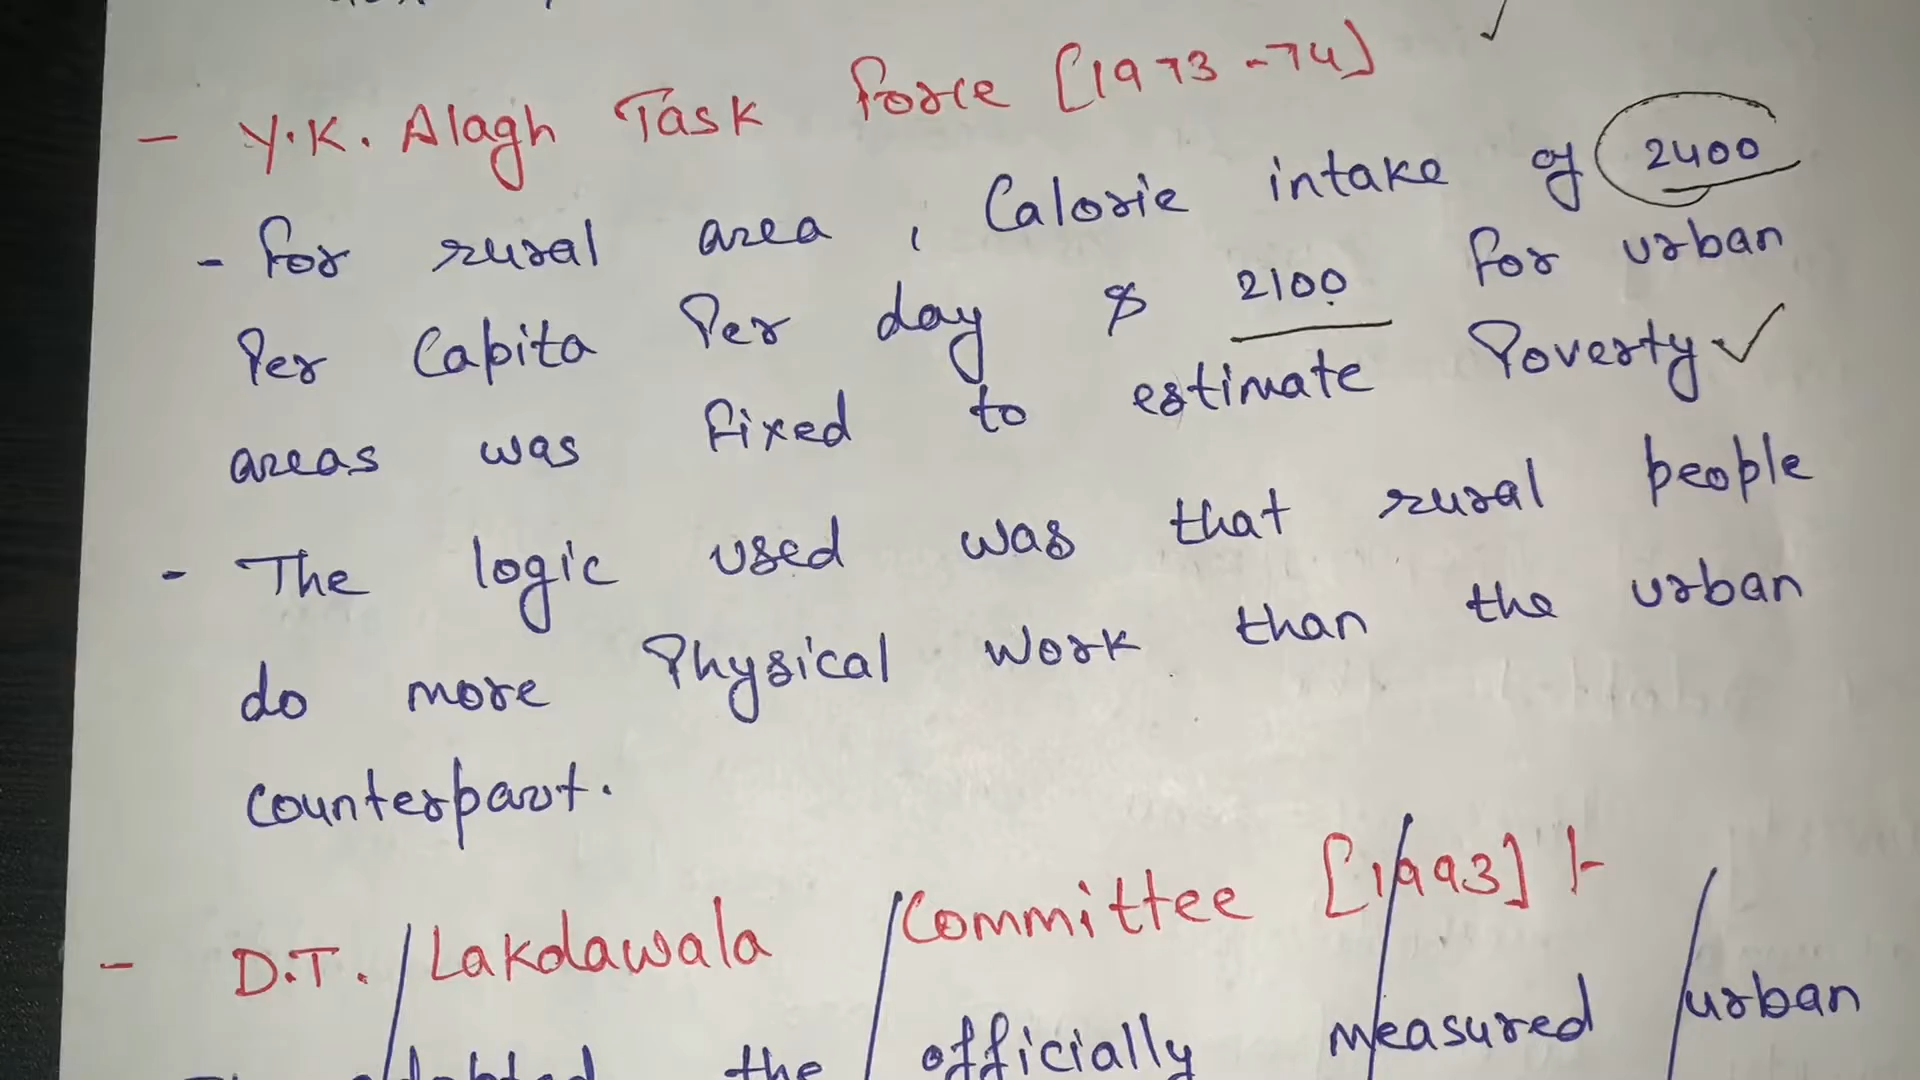 - Y.K. Alagh Task Force [1973-74]
- For rural area, Calorie intake of 2400
Per Capita Per day & 2100 for urban
areas was fixed to estimate Poverty ✓
- The logic used was that rural people
do more Physical work than the urban
counterpart.
- D.T. Lakdawala Committee [1993] :-
the officially measured urban